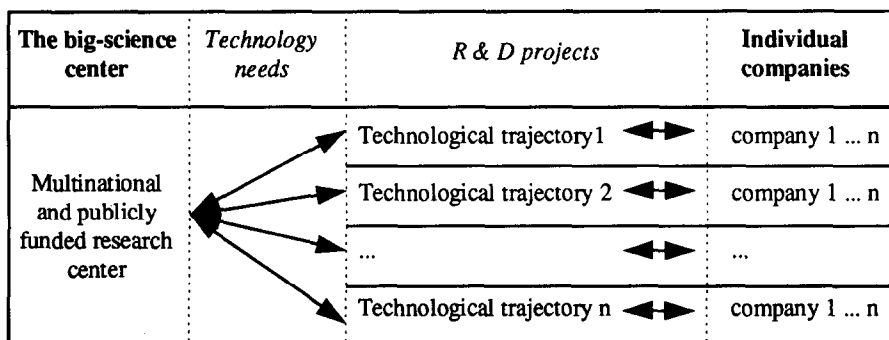 The big-science center
Technology needs
R & D projects
Individual companies
Multinational and publicly funded research center
Technological trajectory1
company 1 ... n
Technological trajectory 2
company 1 ... n
...
...
Technological trajectory n
company 1 ... n